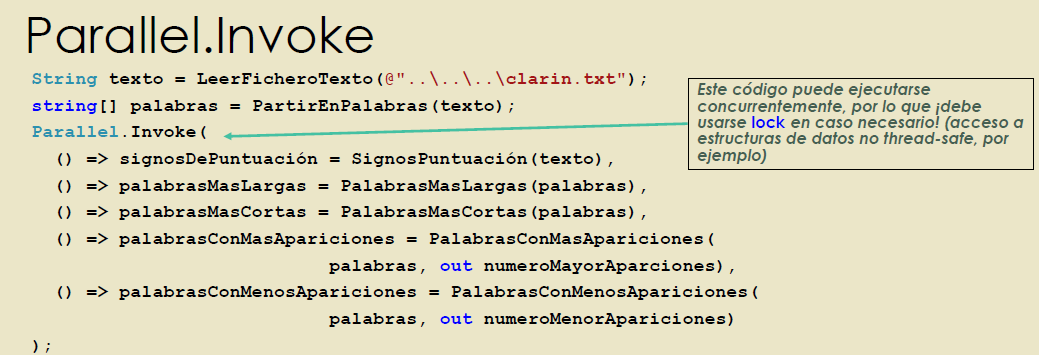 Parallel.Invoke
String texto = LeerFicheroTexto(@"..\..\..\clarin.txt");
string[] palabras = PartirEnPalabras(texto);
Parallel.Invoke(
() => signosDePuntuación = SignosPuntuación(texto),
() => palabrasMasLargas = PalabrasMasLargas(palabras),
() => palabrasMasCortas = PalabrasMasCortas(palabras),
() => palabrasConMasApariciones = PalabrasConMasApariciones(
palabras, out numeroMayorAparciones),
() => palabrasConMenosApariciones = PalabrasConMenosApariciones(
palabras, out numeroMenorApariciones)
);
Este código puede ejecutarse
concurrentemente, por lo que ¡debe
usarse lock en caso necesario! (acceso a
estructuras de datos no thread-safe, por
ejemplo)